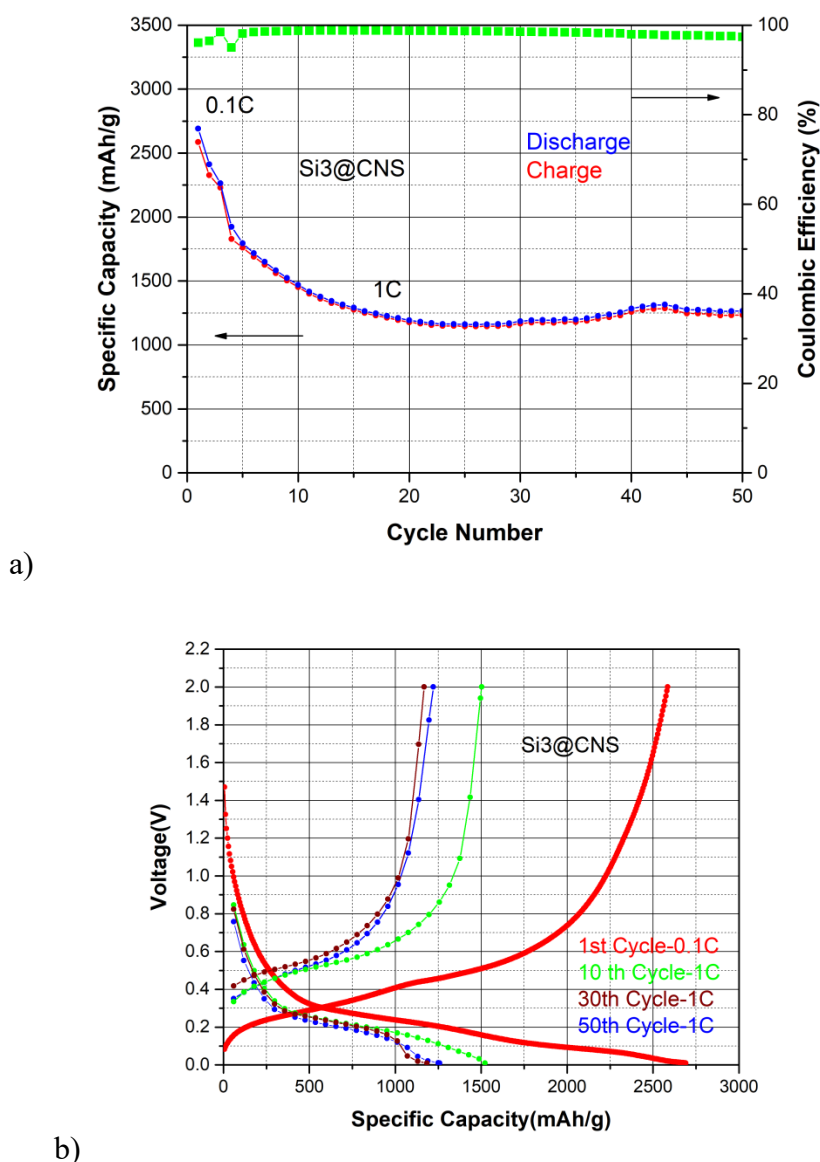 3500
3000
2500
2000
1500
1000
500
0
Specific Capacity (mAh/g)
100
80
60
40
20
0
Coulombic Efficiency (%)
0.1C
Si3@CNS
Discharge
Charge
1C
0 10 20 30 40 50
Cycle Number
a)
2.2
2.0
1.8
1.6
1.4
1.2
1.0
0.8
0.6
0.4
0.2
0.0
Voltage(V)
Si3@CNS
1st Cycle-0.1C
10 th Cycle-1C
30th Cycle-1C
50th Cycle-1C
0 500 1000 1500 2000 2500 3000
Specific Capacity(mAh/g)
b)